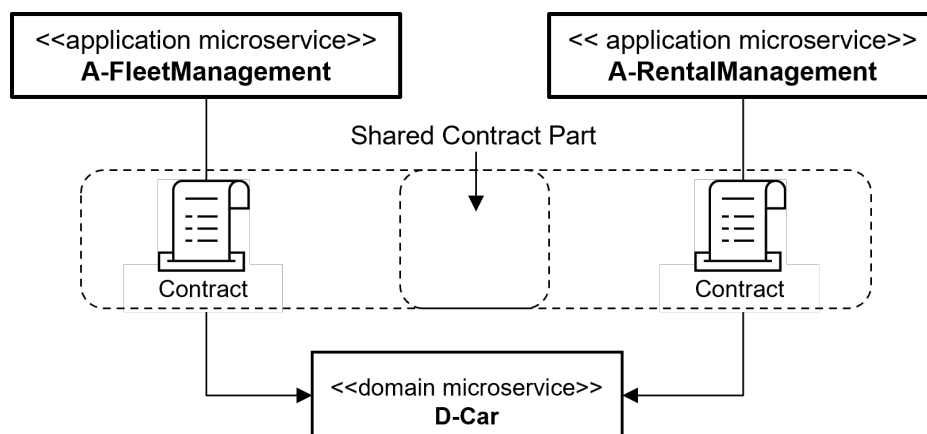 <<application microservice>>
A-FleetManagement
<< application microservice>>
A-RentalManagement
Shared Contract Part
Contract
Contract
<<domain microservice>>
D-Car